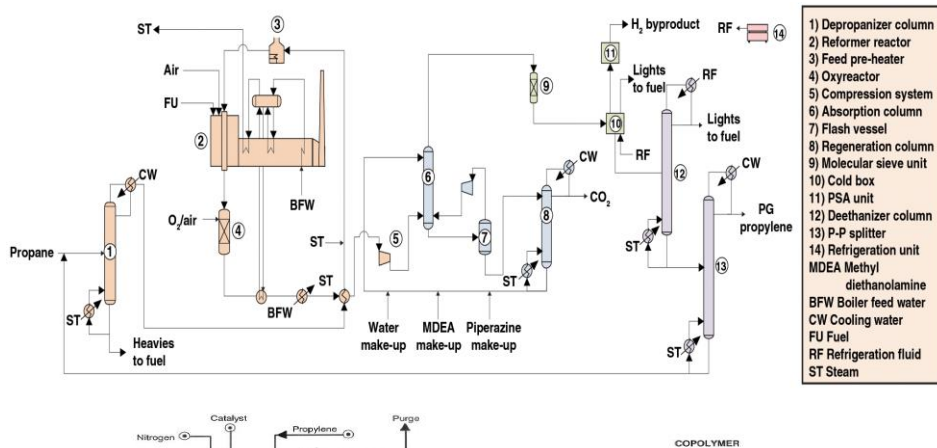 ST
3
H2 byproduct
RF
14
11
Air
Lights
to fuel
FU
9
RF
2
10
Lights
to fuel
CW
6
RF
12
CW
BFW
8
CO2
CW
O2/air
4
ST
5
7
PG
propylene
Propane
1
ST
ST
ST
13
BFW
ST
Water
make-up
MDEA
make-up
Piperazine
make-up
ST
Heavies
to fuel
1) Depropanizer column
2) Reformer reactor
3) Feed pre-heater
4) Oxyreactor
5) Compression system
6) Absorption column
7) Flash vessel
8) Regeneration column
9) Molecular sieve unit
10) Cold box
11) PSA unit
12) Deethanizer column
13) P-P splitter
14) Refrigeration unit
MDEA Methyl
diethanolamine
BFW Boiler feed water
CW Cooling water
FU Fuel
RF Refrigeration fluid
ST Steam
Catalyst
Nitrogen
Propylene
Purge
COPOLYMER